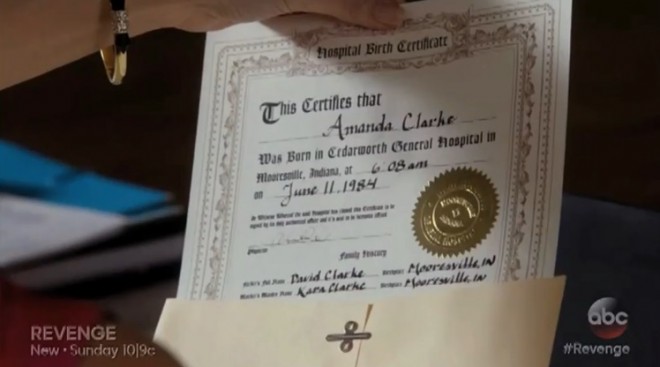 Hospital Birth Certificate
This Certifies that
Amanda Clarke
Was Born in Cedarworth General Hospital in
Mooresville, Indiana, at 6:08am
on June 11, 1984
Family History
David Clarke Mooresville, IN
Kara Clarke Mooresville, IN
REVENGE
New • Sunday 10|9c
abc
#Revenge